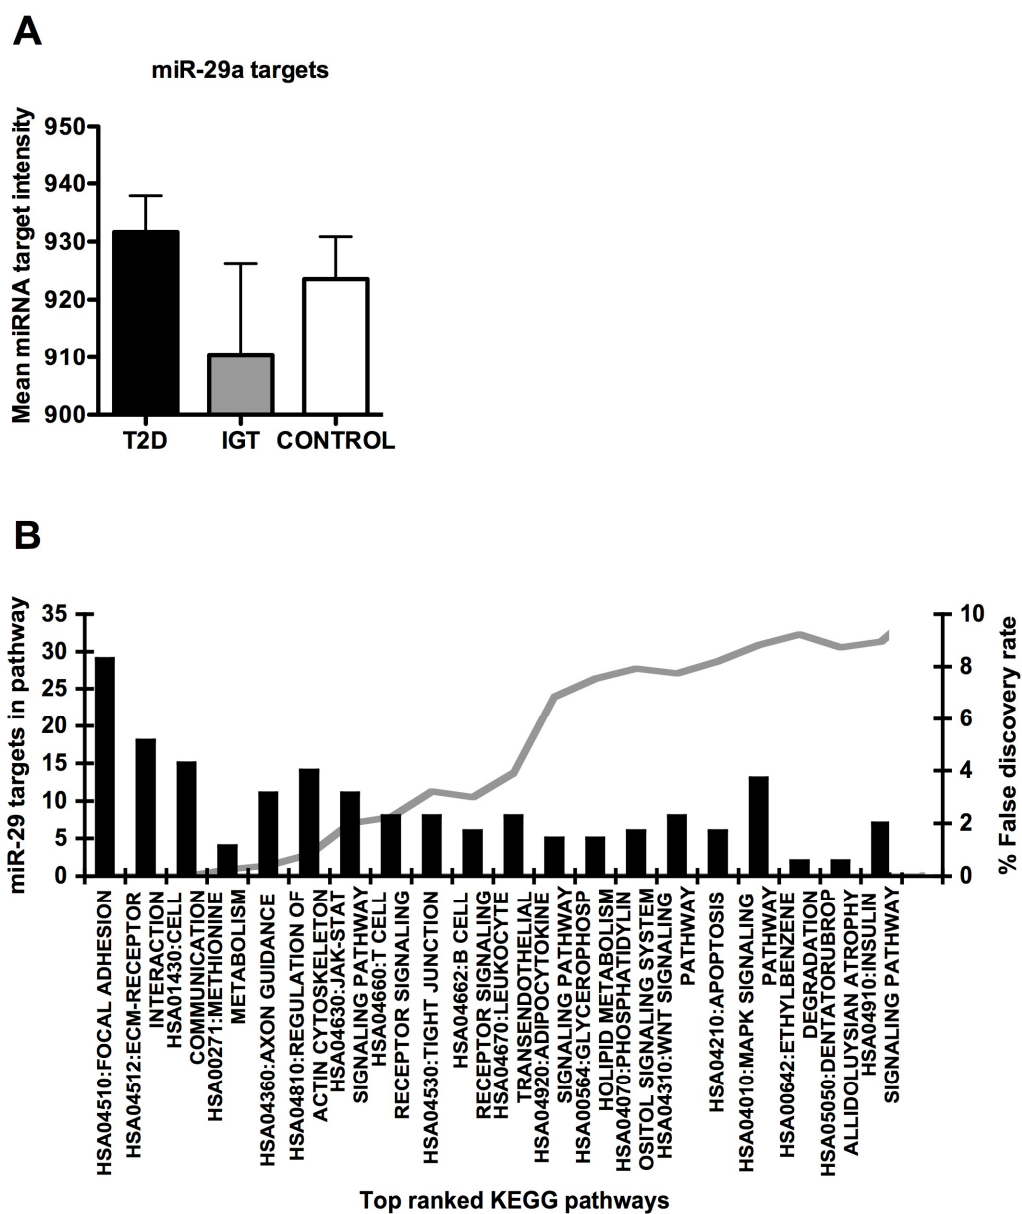 A
miR-29a targets
Mean miRNA target intensity
950
940
930
920
910
900
T2D IGT CONTROL
B
miR-29 targets in pathway
35
30
25
20
15
10
5
0
10
8
6
4
2
0
% False discovery rate
HSA04510:FOCAL ADHESION
HSA04512:ECM-RECEPTOR
INTERACTION
HSA01430:CELL
COMMUNICATION
HSA00271:METHIONINE
METABOLISM
HSA04360:AXON GUIDANCE
HSA04810:REGULATION OF
ACTIN CYTOSKELETON
HSA04630:JAK-STAT
SIGNALING PATHWAY
HSA04660:T CELL
RECEPTOR SIGNALING
HSA04530:TIGHT JUNCTION
HSA04662:B CELL
RECEPTOR SIGNALING
HSA04670:LEUKOCYTE
TRANSENDOTHELIAL
HSA04920:ADIPOCYTOKINE
SIGNALING PATHWAY
HSA00564:GLYCEROPHOSP
HOLIPID METABOLISM
HSA04070:PHOSPHATIDYLIN
OSITOL SIGNALING SYSTEM
HSA04310:WNT SIGNALING
PATHWAY
HSA04210:APOPTOSIS
HSA04010:MAPK SIGNALING
PATHWAY
HSA00642:ETHYLBENZENE
DEGRADATION
HSA05050:DENTATORUBROP
ALLIDOLUYSIAN ATROPHY
HSA04910:INSULIN
SIGNALING PATHWAY
Top ranked KEGG pathways